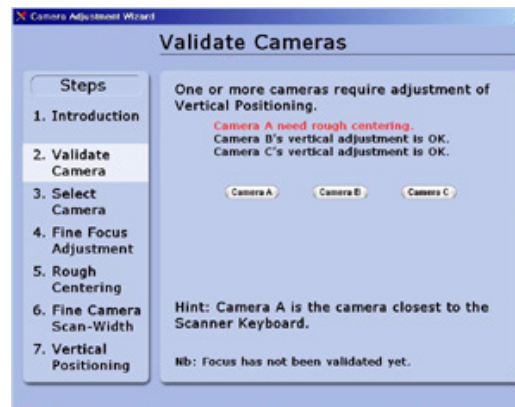 Camera Adjustment Wizard
Validate Cameras
Steps
1. Introduction
2. Validate
Camera
3. Select
Camera
4. Fine Focus
Adjustment
5. Rough
Centering
6. Fine Camera
Scan-Width
7. Vertical
Positioning
One or more cameras require adjustment of
Vertical Positioning.
Camera A need rough centering.
Camera B's vertical adjustment is OK.
Camera C's vertical adjustment is OK.
Camera A
Camera B
Camera C
Hint: Camera A is the camera closest to the
Scanner Keyboard.
Nb: Focus has not been validated yet.